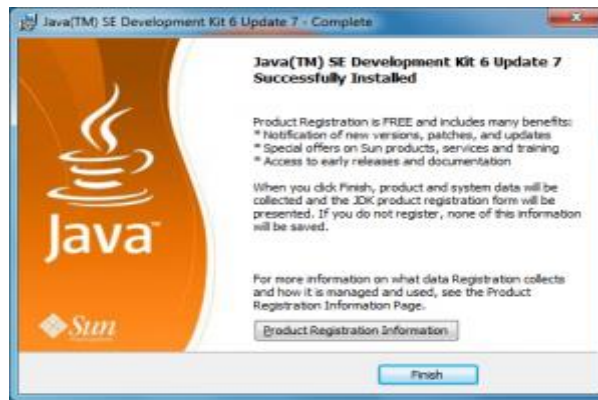 Java(TM) SE Development Kit 6 Update 7 - Complete
Java(TM) SE Development Kit 6 Update 7
Successfully Installed
Product Registration is FREE and includes many benefits:
* Notification of new versions, patches, and updates
* Special offers on Sun products, services and training
* Access to early releases and documentation
When you click Finish, product and system data will be
collected and the JDK product registration form will be
presented. If you do not register, none of this information
will be saved.
For more information on what data Registration collects
and how it is managed and used, see the Product
Registration Information Page.
Product Registration Information
Java™
Sun
Finish